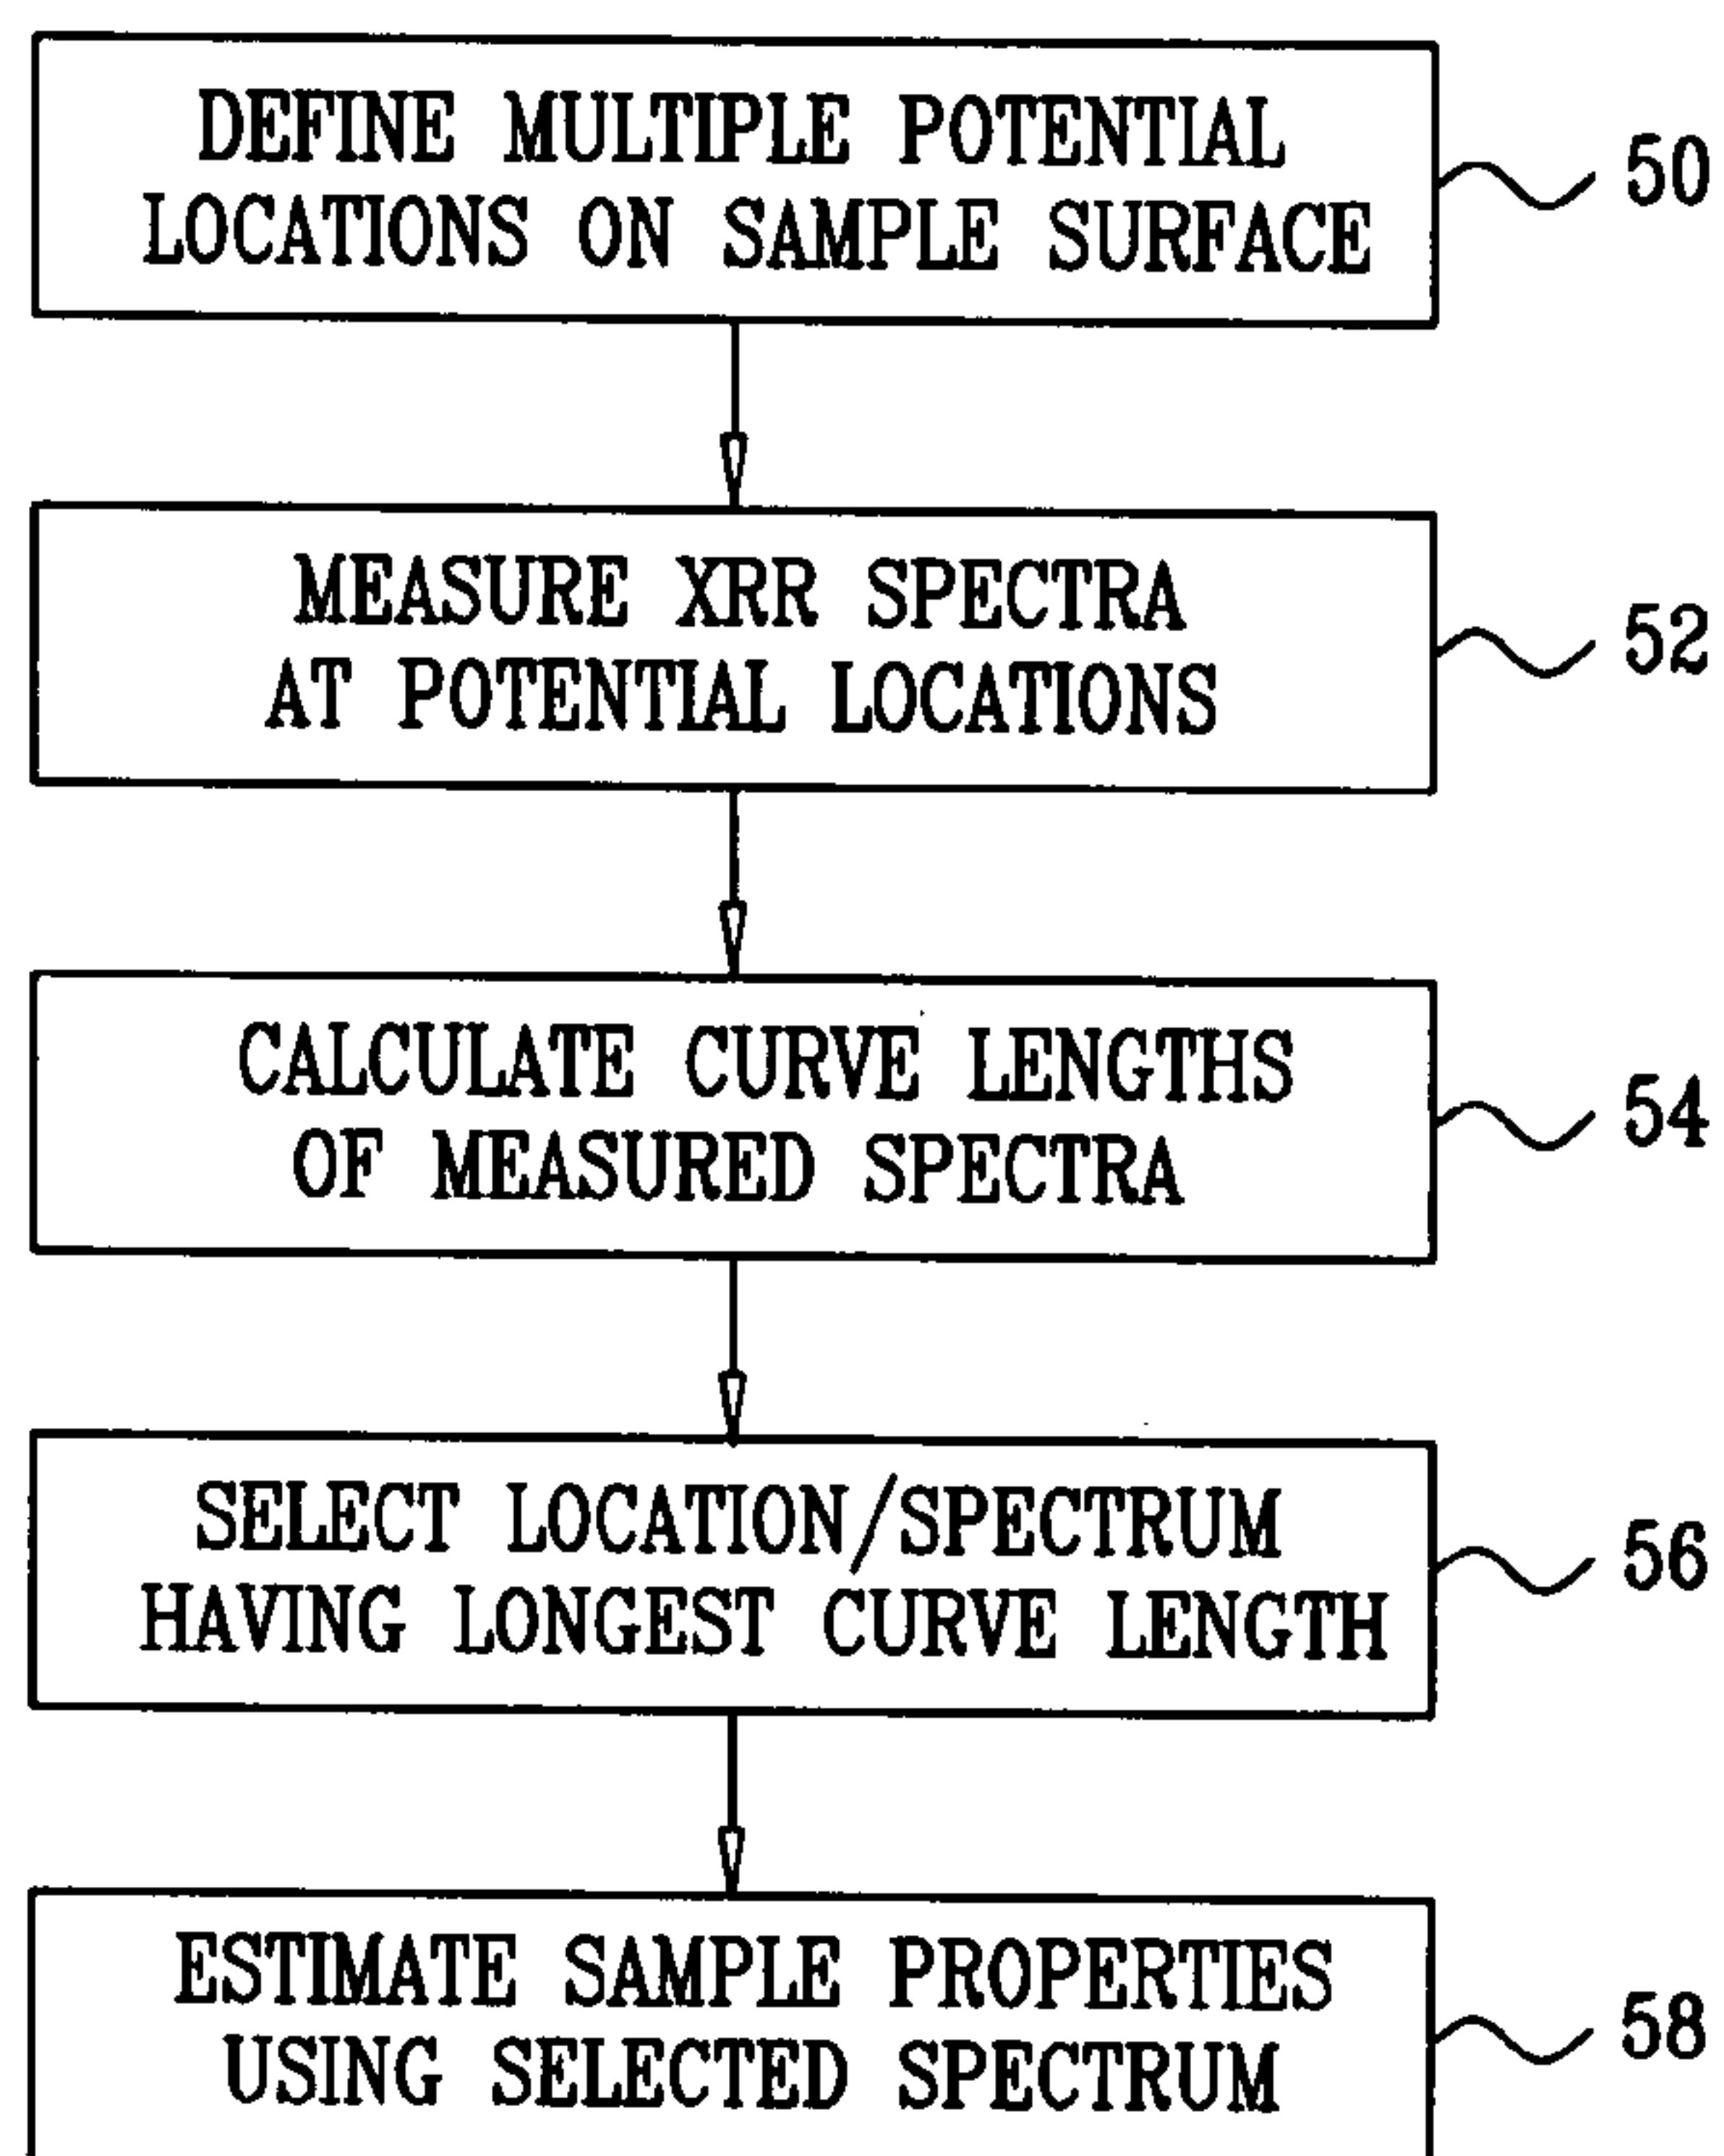 DEFINE MULTIPLE POTENTIAL
LOCATIONS ON SAMPLE SURFACE
50
MEASURE XRR SPECTRA
AT POTENTIAL LOCATIONS
52
CALCULATE CURVE LENGTHS
OF MEASURED SPECTRA
54
SELECT LOCATION/SPECTRUM
HAVING LONGEST CURVE LENGTH
56
ESTIMATE SAMPLE PROPERTIES
USING SELECTED SPECTRUM
58